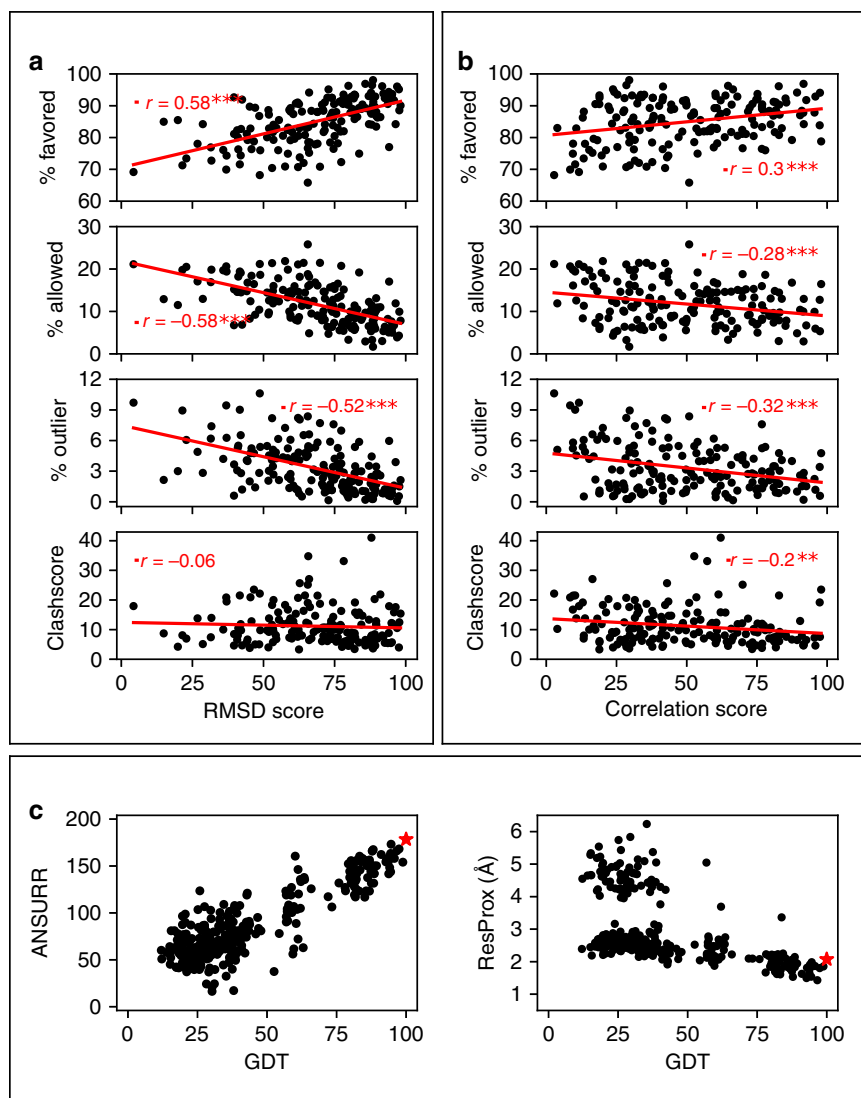 a
100
90
80
70
60
% favored
r = 0.58***
30
20
10
0
% allowed
r = –0.58***
12
9
6
3
0
% outlier
r = –0.52***
40
30
20
10
0
Clashscore
r = –0.06
0 25 50 75 100
RMSD score
b
100
90
80
70
60
% favored
r = 0.3***
30
20
10
0
% allowed
r = –0.28***
12
9
6
3
0
% outlier
r = –0.32***
40
30
20
10
0
Clashscore
r = –0.2**
0 25 50 75 100
Correlation score
c
200
150
100
50
0
ANSURR
0 25 50 75 100
GDT
6
5
4
3
2
1
ResProx (Å)
0 25 50 75 100
GDT